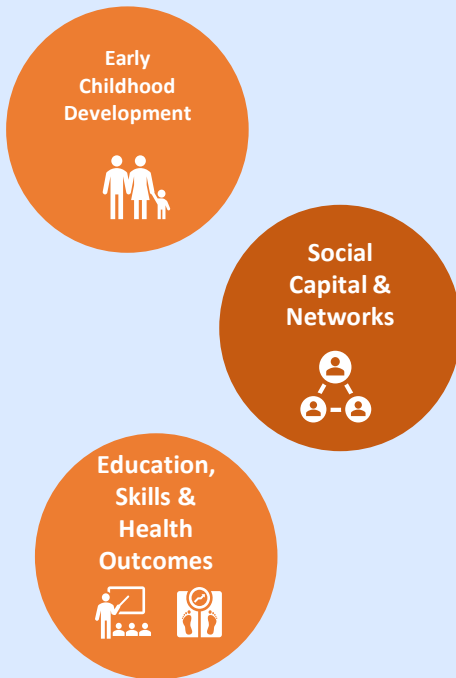 Early
Childhood
Development
Social
Capital &
Networks
Education,
Skills &
Health
Outcomes